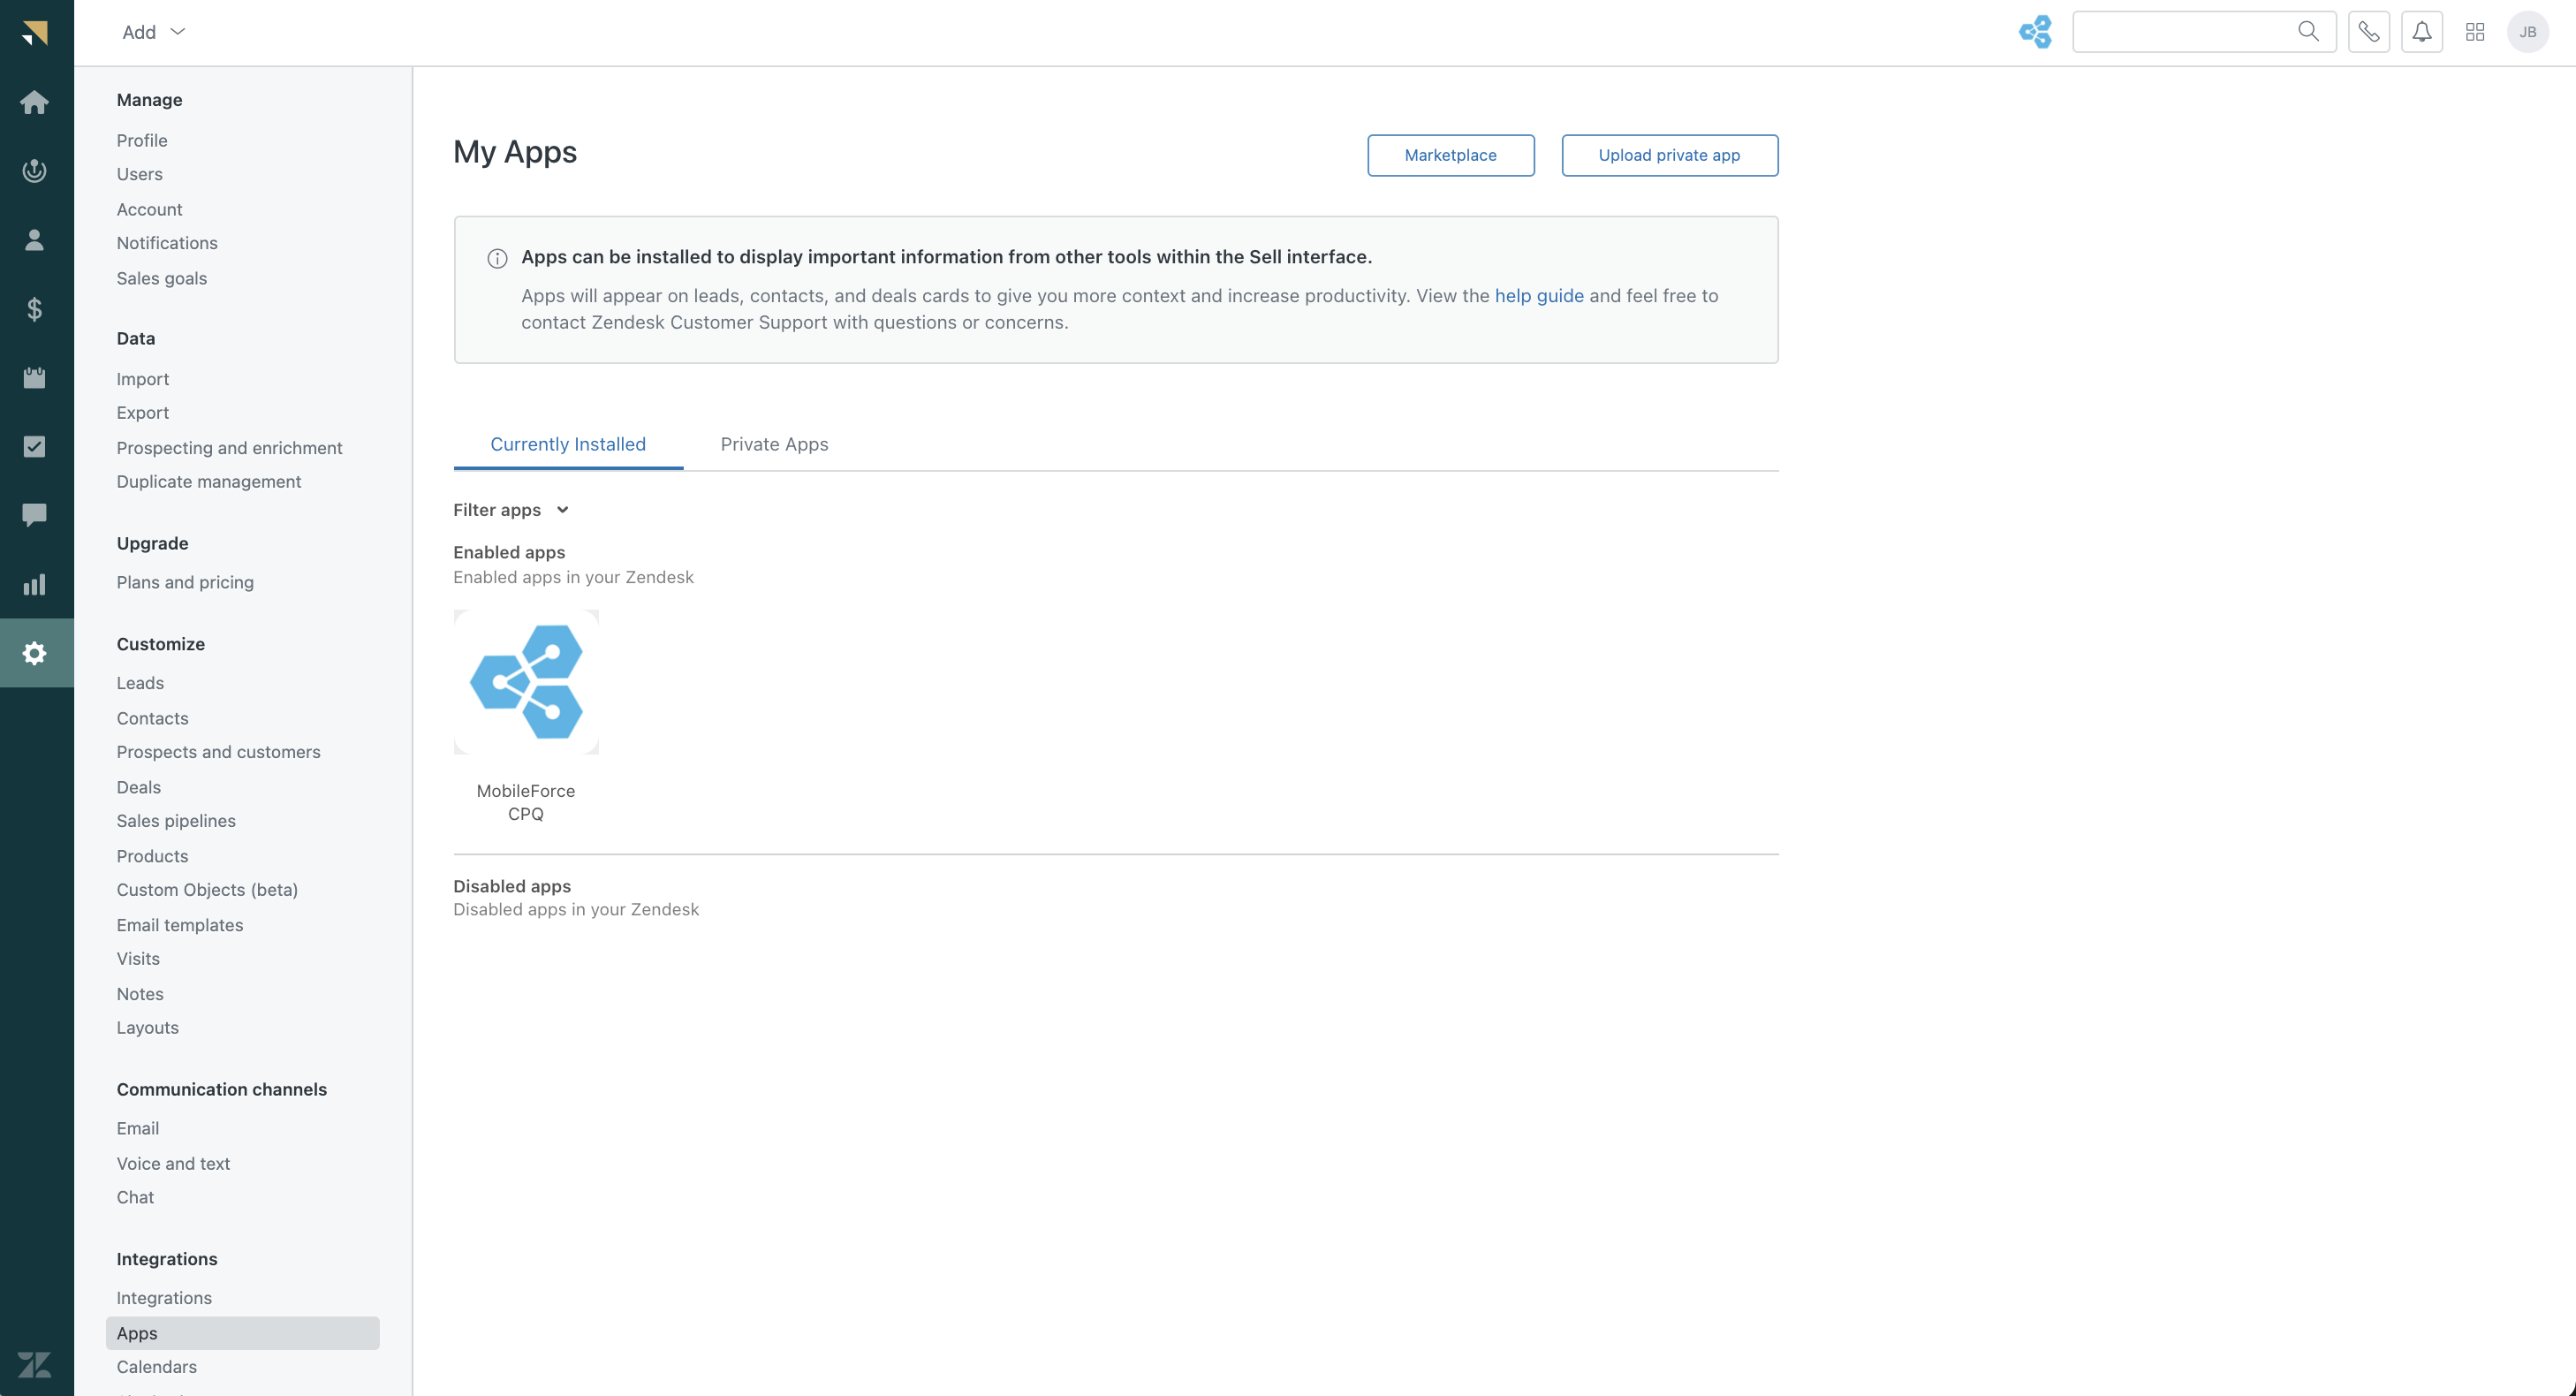 Add
JB
Manage
Profile
Users
Account
Notifications
Sales goals
Data
Import
Export
Prospecting and enrichment
Duplicate management
Upgrade
Plans and pricing
Customize
Leads
Contacts
Prospects and customers
Deals
Sales pipelines
Products
Custom Objects (beta)
Email templates
Visits
Notes
Layouts
Communication channels
Email
Voice and text
Chat
Integrations
Integrations
Apps
Calendars
My Apps
Marketplace
Upload private app
Apps can be installed to display important information from other tools within the Sell interface.
Apps will appear on leads, contacts, and deals cards to give you more context and increase productivity. View the help guide and feel free to
contact Zendesk Customer Support with questions or concerns.
Currently Installed
Private Apps
Filter apps
Enabled apps
Enabled apps in your Zendesk
MobileForce
CPQ
Disabled apps
Disabled apps in your Zendesk